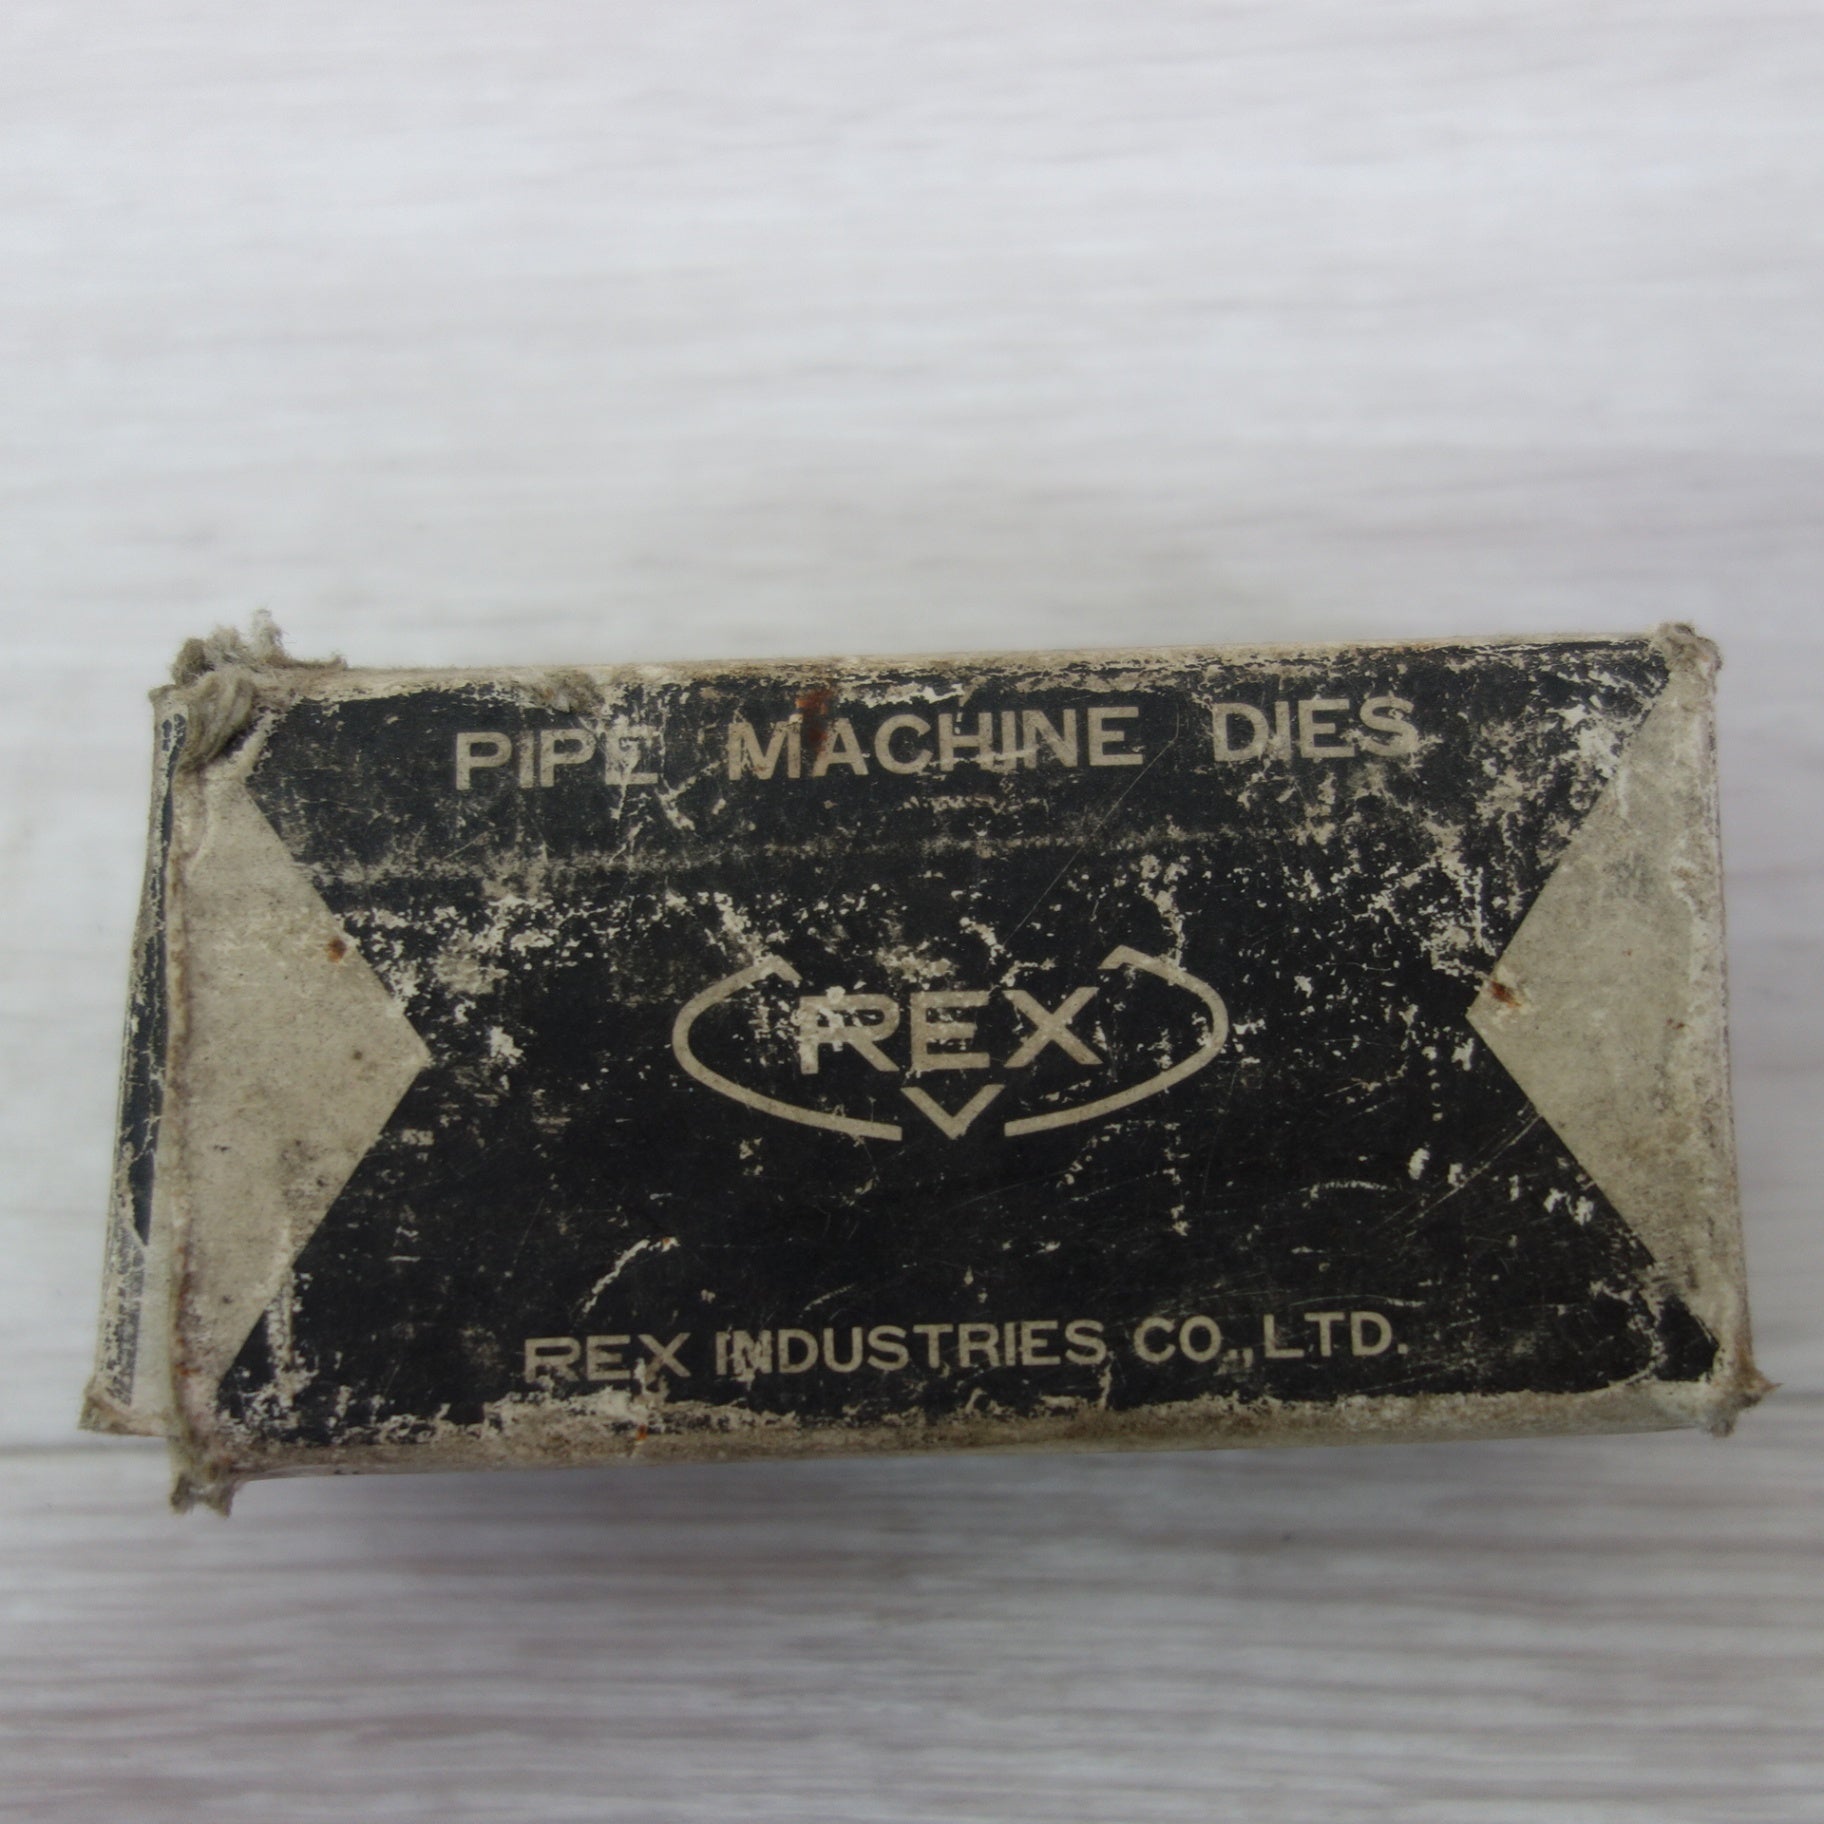 PIPE MACHINE DIES
REX
REX INDUSTRIES CO., LTD.